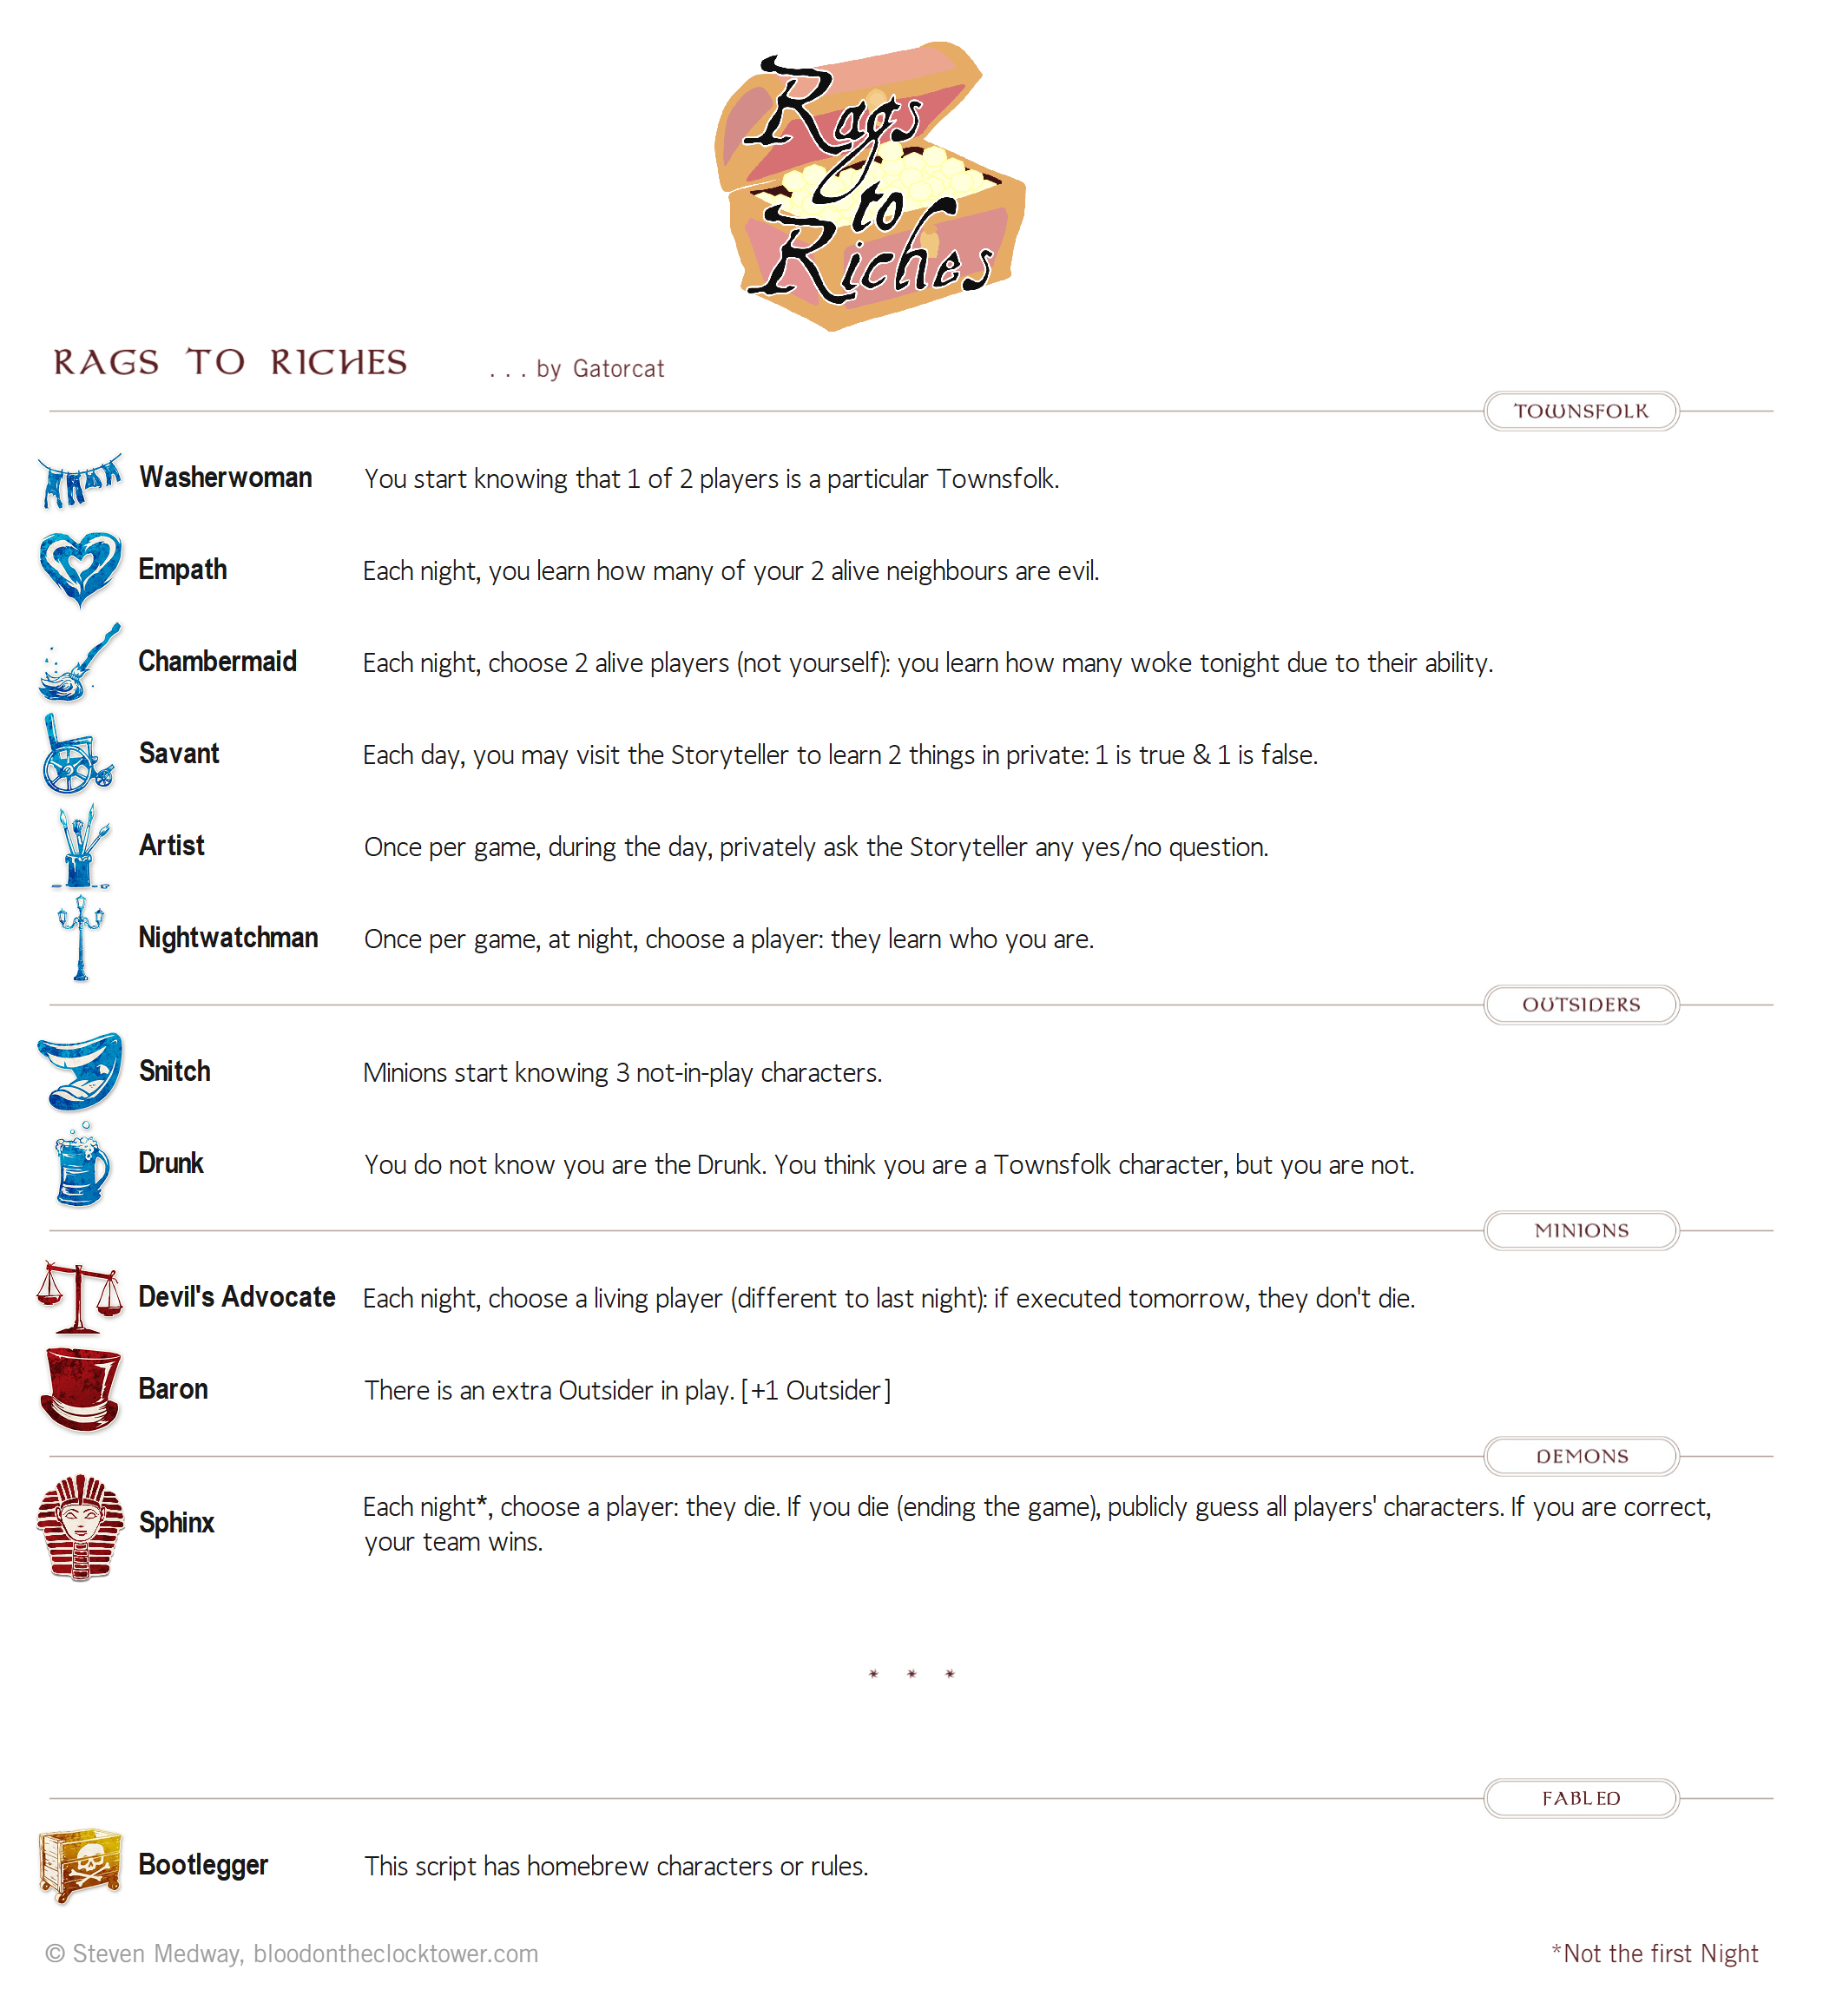 Rags
to
Riches
RAGS TO RICHES ... by Gatorcat
TOWNSFOLK
Washerwoman You start knowing that 1 of 2 players is a particular Townsfolk.
Empath Each night, you learn how many of your 2 alive neighbours are evil.
Chambermaid Each night, choose 2 alive players (not yourself): you learn how many woke tonight due to their ability.
Savant Each day, you may visit the Storyteller to learn 2 things in private: 1 is true & 1 is false.
Artist Once per game, during the day, privately ask the Storyteller any yes/no question.
Nightwatchman Once per game, at night, choose a player: they learn who you are.
OUTSIDERS
Snitch Minions start knowing 3 not-in-play characters.
Drunk You do not know you are the Drunk. You think you are a Townsfolk character, but you are not.
MINIONS
Devil's Advocate Each night, choose a living player (different to last night): if executed tomorrow, they don't die.
Baron There is an extra Outsider in play. [+1 Outsider]
DEMONS
Sphinx Each night*, choose a player: they die. If you die (ending the game), publicly guess all players' characters. If you are correct,
your team wins.
* * *
FABLED
Bootlegger This script has homebrew characters or rules.
© Steven Medway, bloodontheclocktower.com *Not the first Night